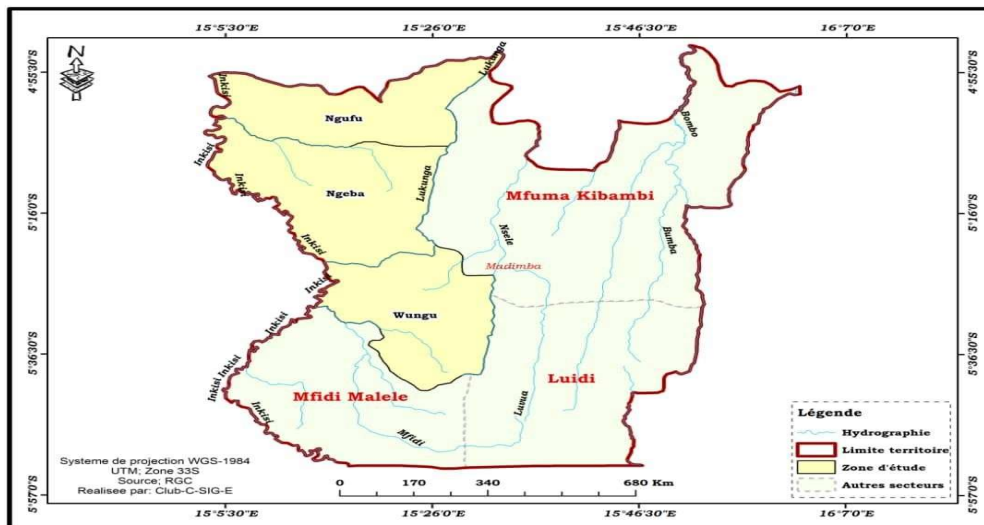 15°5'30"E 15°26'0"E 15°46'30"E 16°7'0"E
N
4°55'30"S 4°55'30"S
Inkisi
Lukunga
Ngufu
Bombo
Inkisi
Ngeba
Lukunga
Mfuma Kibambi
Inkisi
5°16'0"S 5°16'0"S
Nsele
Bumba
Inkisi
Madimba
Inkisi
Wungu
Inkisi
5°36'30"S 5°36'30"S
Inkisi
Inkisi
Mfidi Malele
Luidi
Luvua
Inkisi
Mfidi
Légende
Hydrographie
Limite territoire
Zone d'étude
Autres secteurs
Systeme de projection WGS-1984
UTM; Zone 33S
Source; RGC
Realisee par: Club-C-SIG-E
0 170 340 680 Km
5°57'0"S 5°57'0"S
15°5'30"E 15°26'0"E 15°46'30"E 16°7'0"E